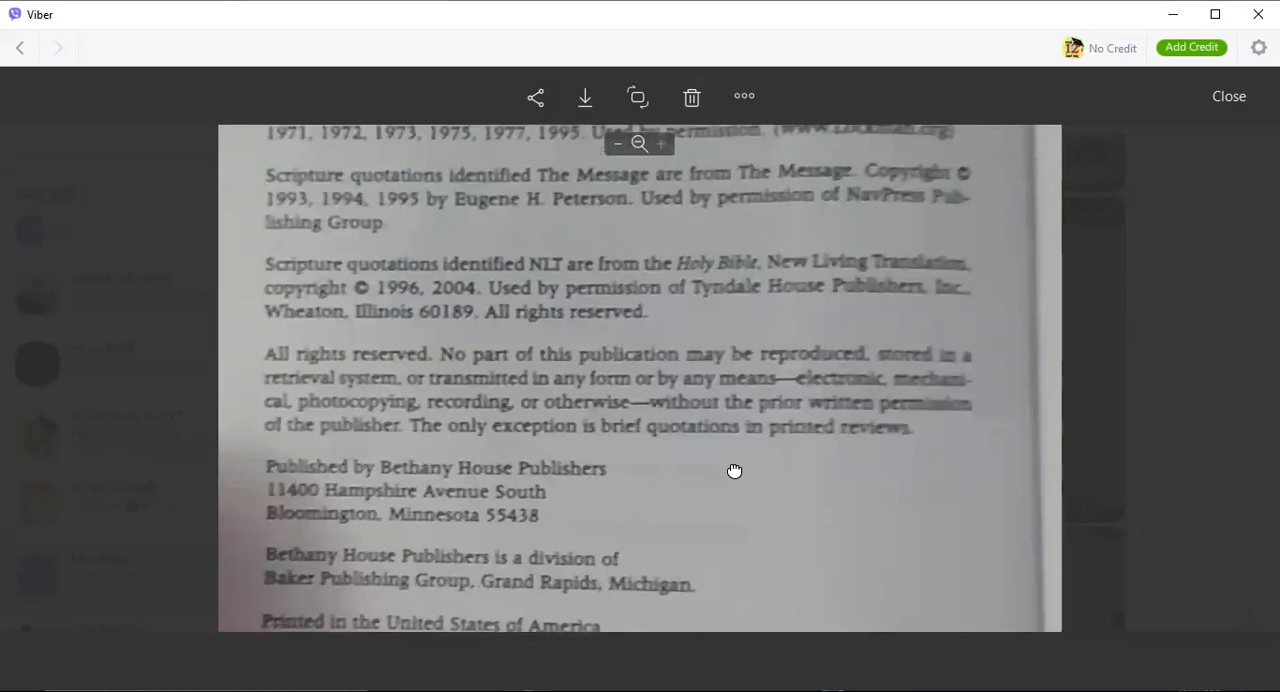 Viber
No Credit
Add Credit
Close
1971, 1972, 1973, 1975, 1977, 1995. Used by permission. (www.Lockman.org)
Scripture quotations identified The Message are from The Message. Copyright ©
1993, 1994, 1995 by Eugene H. Peterson. Used by permission of NavPress Pub-
lishing Group
Scripture quotations identified NLT are from the Holy Bible, New Living Translation,
copyright © 1996, 2004. Used by permission of Tyndale House Publishers, Inc.,
Wheaton, Illinois 60189. All rights reserved.
All rights reserved. No part of this publication may be reproduced, stored in a
retrieval system, or transmitted in any form or by any means—electronic, mechani-
cal, photocopying, recording, or otherwise—without the prior written permission
of the publisher. The only exception is brief quotations in printed reviews.
Published by Bethany House Publishers
11400 Hampshire Avenue South
Bloomington, Minnesota 55438
Bethany House Publishers is a division of
Baker Publishing Group, Grand Rapids, Michigan.
Printed in the United States of America